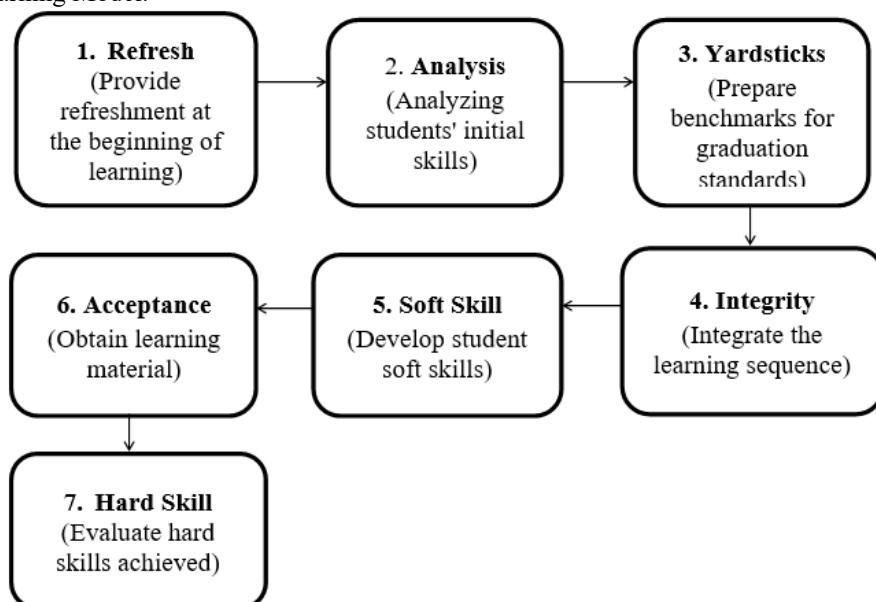 1. Refresh
(Provide
refreshment at
the beginning of
learning)
2. Analysis
(Analyzing
students' initial
skills)
3. Yardsticks
(Prepare
benchmarks for
graduation
standards)
4. Integrity
(Integrate the
learning sequence)
5. Soft Skill
(Develop student
soft skills)
6. Acceptance
(Obtain learning
material)
7. Hard Skill
(Evaluate hard
skills achieved)